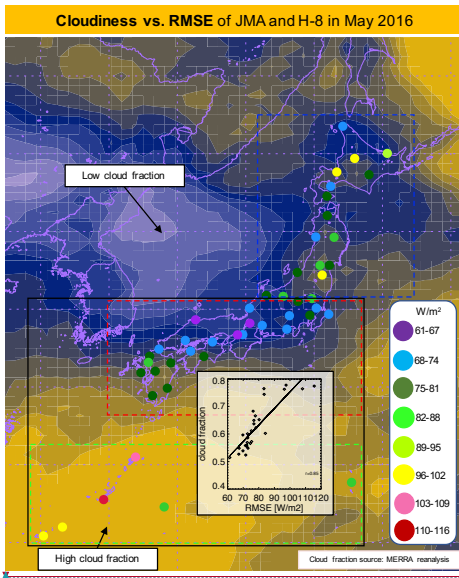 Cloudiness vs. RMSE of JMA and H-8 in May 2016
Low cloud fraction
W/m²
61-67
68-74
75-81
82-88
89-95
96-102
103-109
110-116
0.8
0.7
0.6
0.5
0.4
cloud fraction
60 70 80 90 100 110 120
RMSE [W/m2]
High cloud fraction
Cloud fraction source: MERRA reanalysis